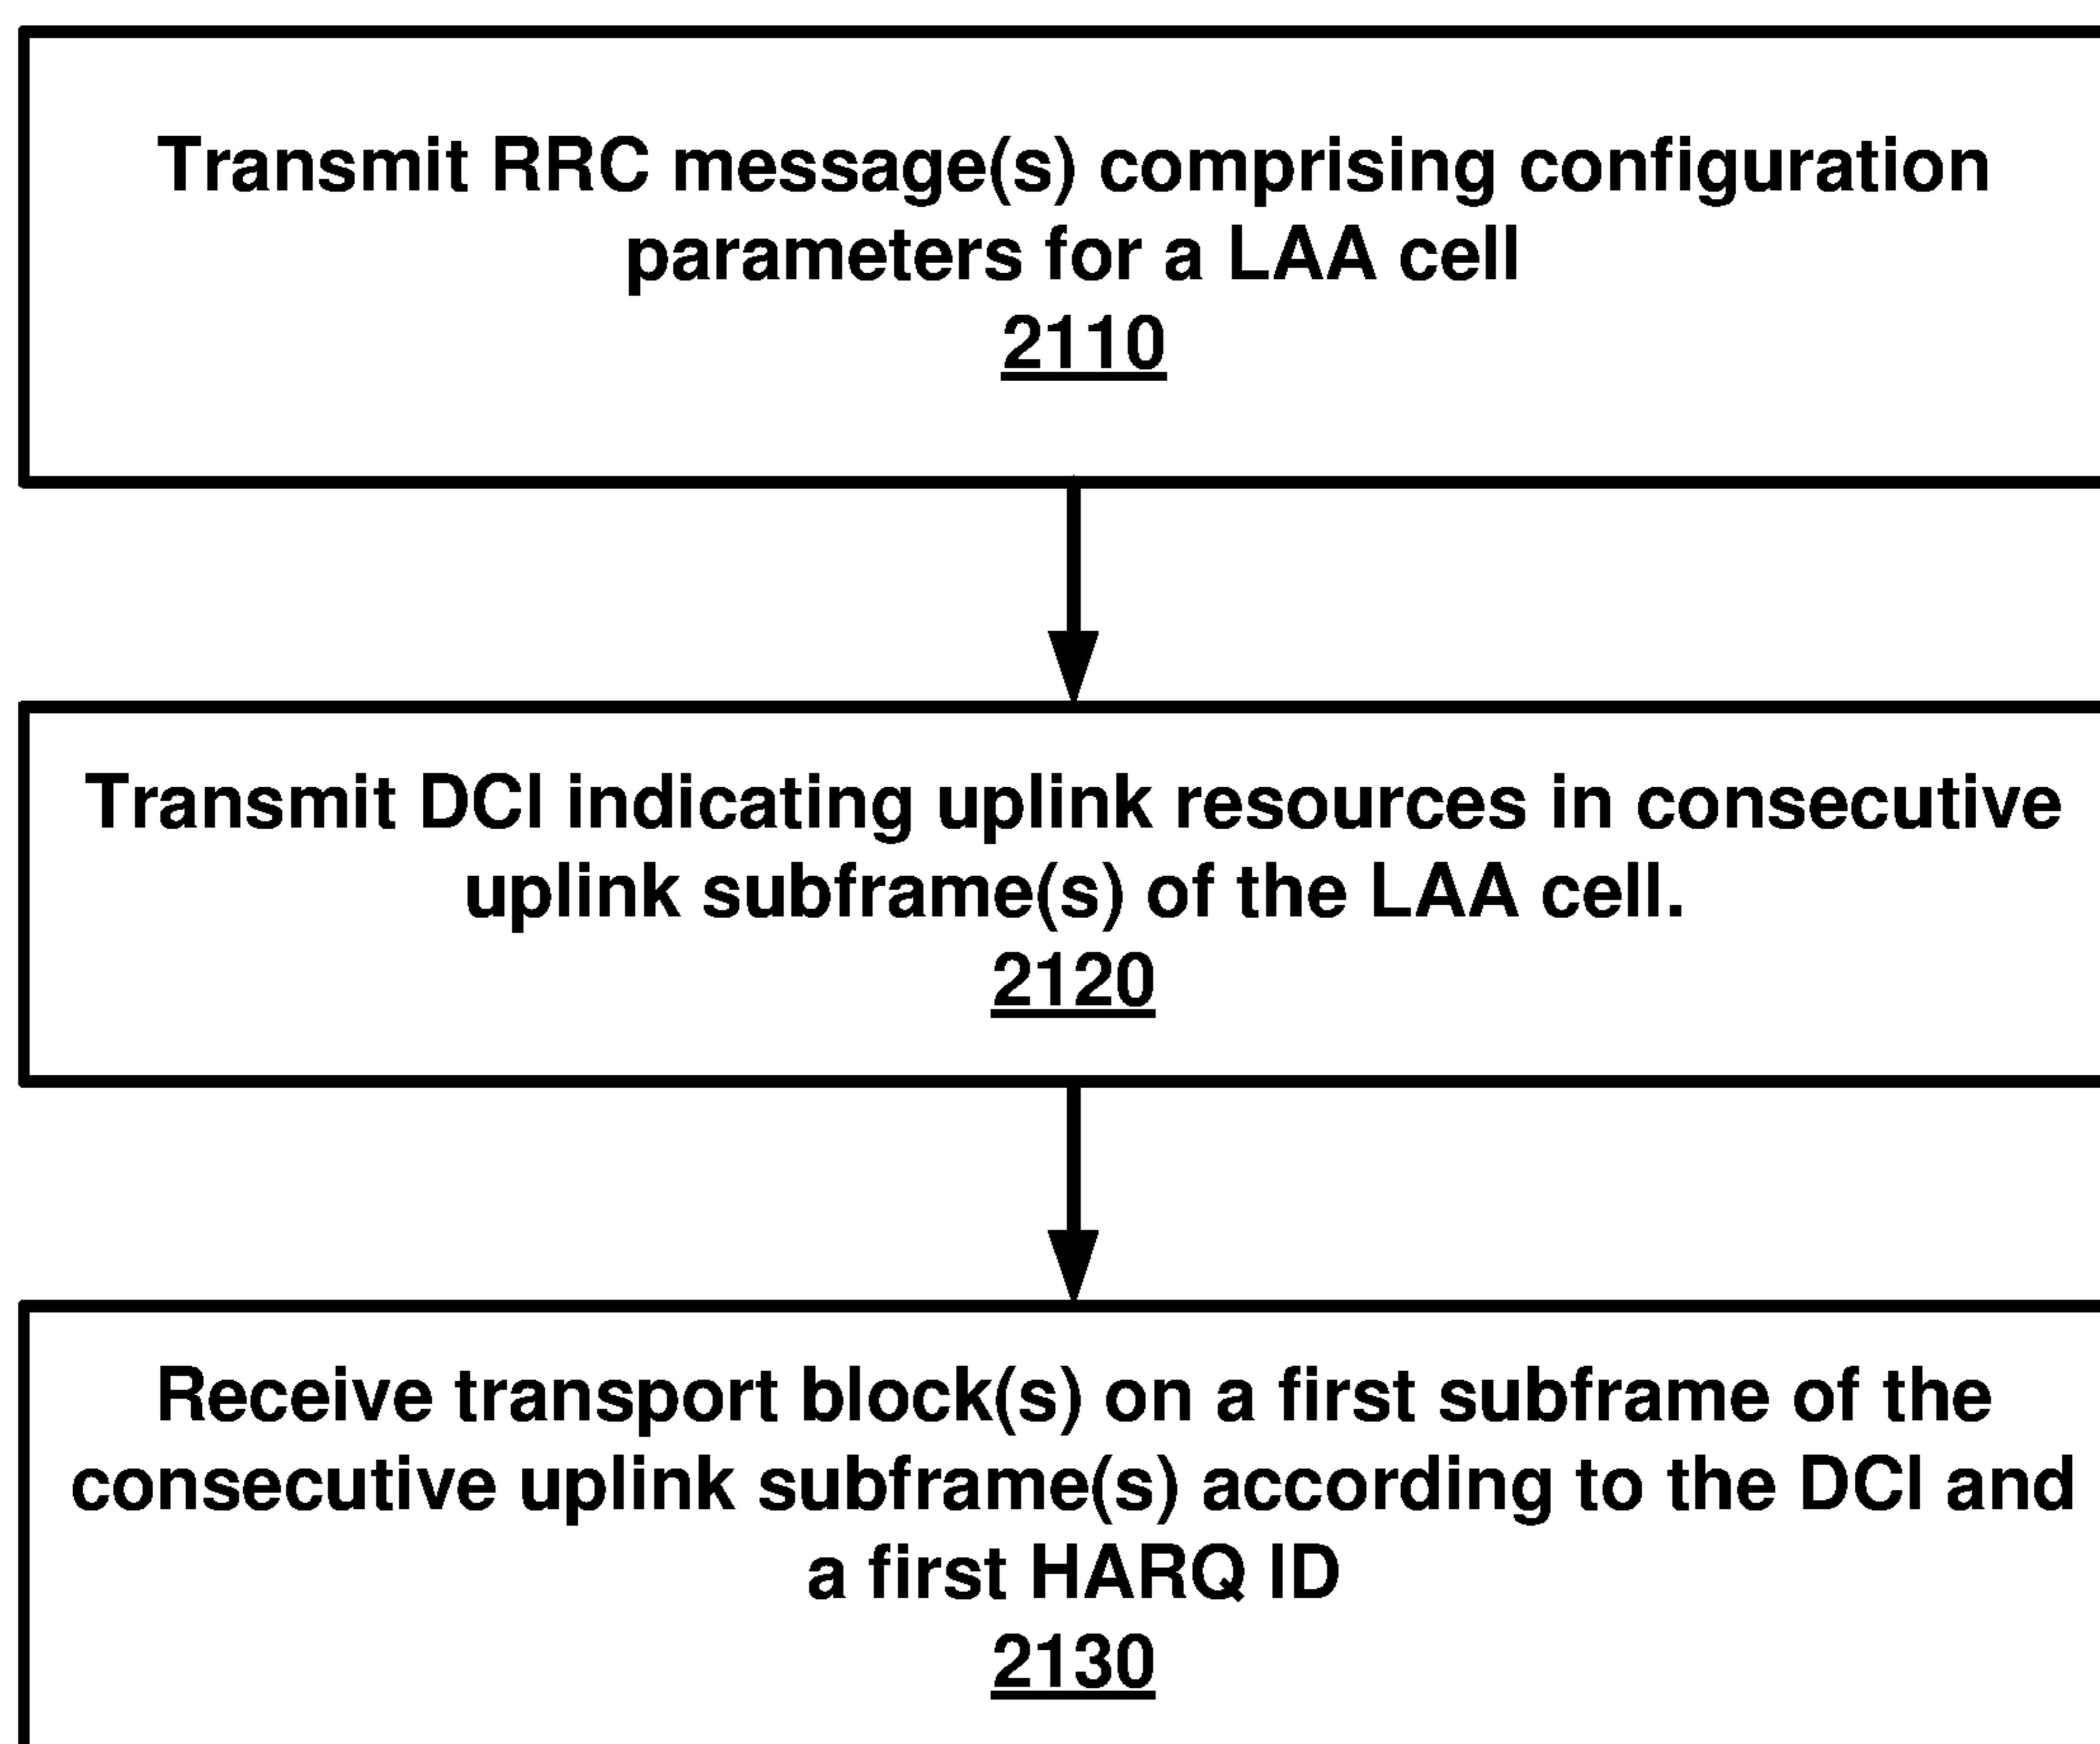 Transmit RRC message(s) comprising configuration
parameters for a LAA cell
2110
Transmit DCI indicating uplink resources in consecutive
uplink subframe(s) of the LAA cell.
2120
Receive transport block(s) on a first subframe of the
consecutive uplink subframe(s) according to the DCI and
a first HARQ ID
2130